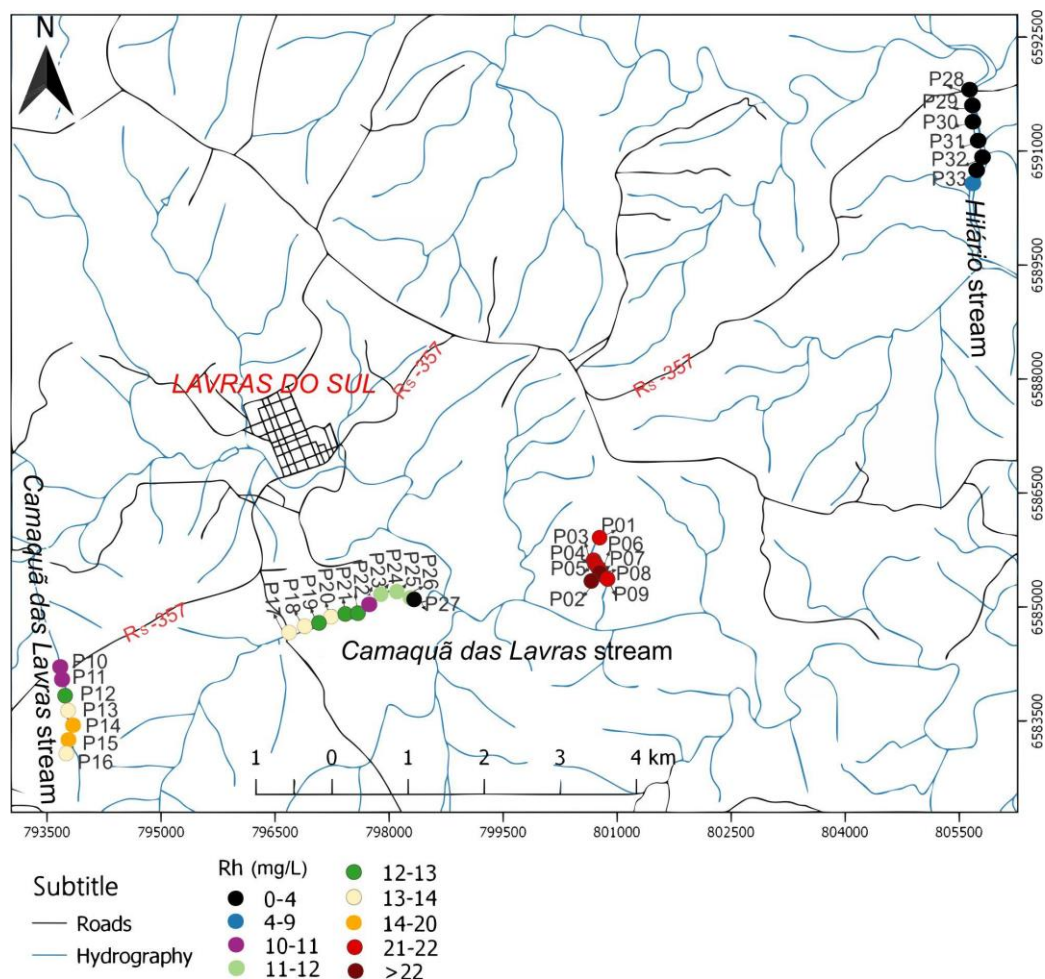 N
6592500
6591000
6589500
6588000
6586500
6585000
6583500
P28
P29
P30
P31
P32
P33
Hilário stream
Rs -357
Rs -357
LAVRAS DO SUL
Camaquã das Lavras stream
P01
P03
P06
P04
P07
P05
P08
P09
P02
P17
P18
P19
P20
P21
P22
P23
P24
P25
P26
P27
Camaquã das Lavras stream
Rs -357
P10
P11
P12
P13
P14
P15
P16
1 0 1 2 3 4 km
793500 795000 796500 798000 799500 801000 802500 804000 805500
Subtitle
Roads
Hydrography
Rh (mg/L)
0-4
4-9
10-11
11-12
12-13
13-14
14-20
21-22
>22